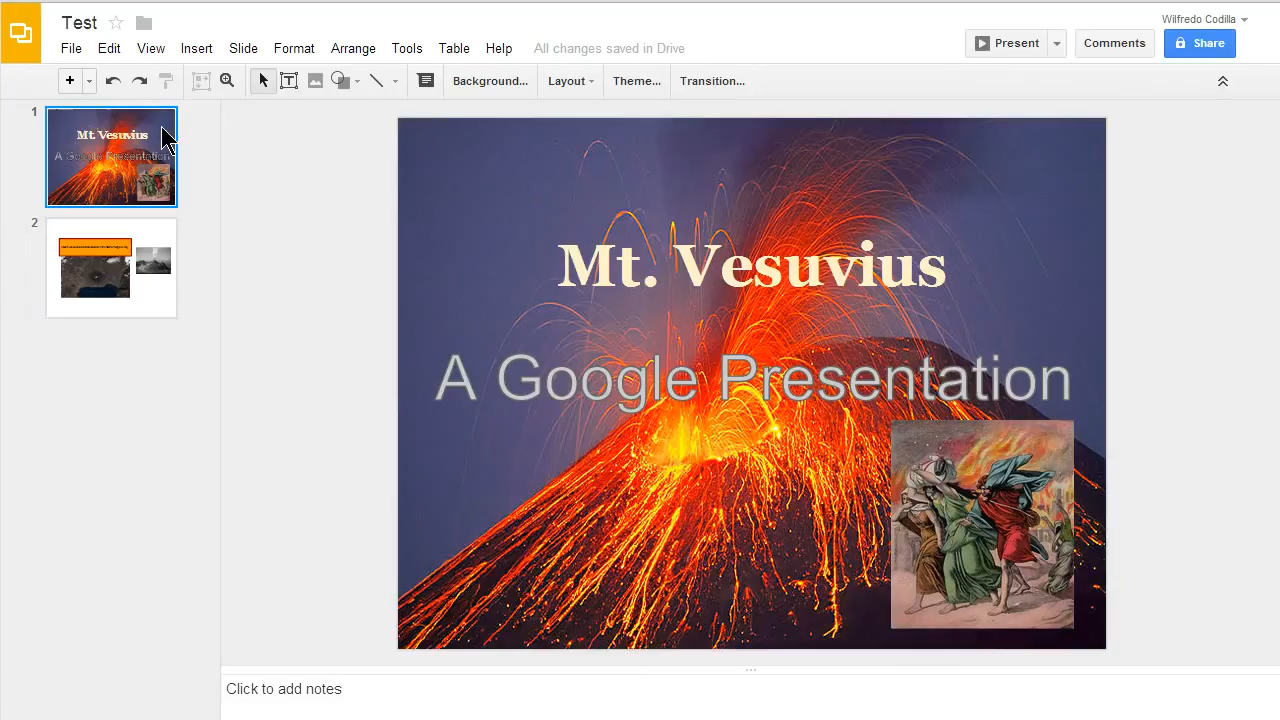 Test
Wilfredo Codilla
File Edit View Insert Slide Format Arrange Tools Table Help All changes saved in Drive
Present Comments Share
Background... Layout Theme... Transition...
1
Mt. Vesuvius
A Google Presentation
2
Mt. Vesuvius
A Google Presentation
Click to add notes